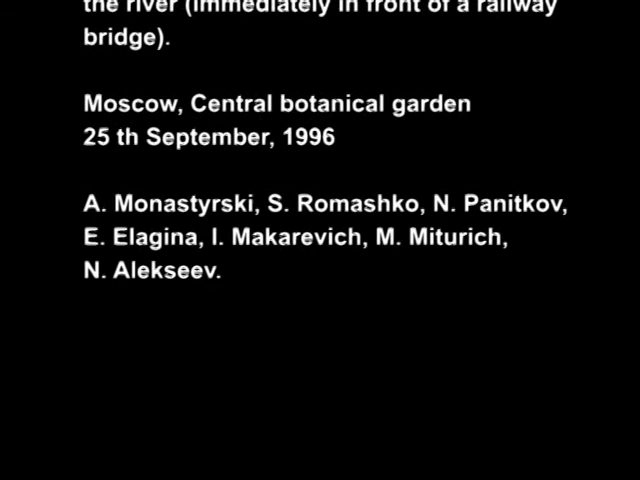 the river (immediately in front of a railway
bridge).
Moscow, Central botanical garden
25 th September, 1996
A. Monastyrski, S. Romashko, N. Panitkov,
E. Elagina, I. Makarevich, M. Miturich,
N. Alekseev.